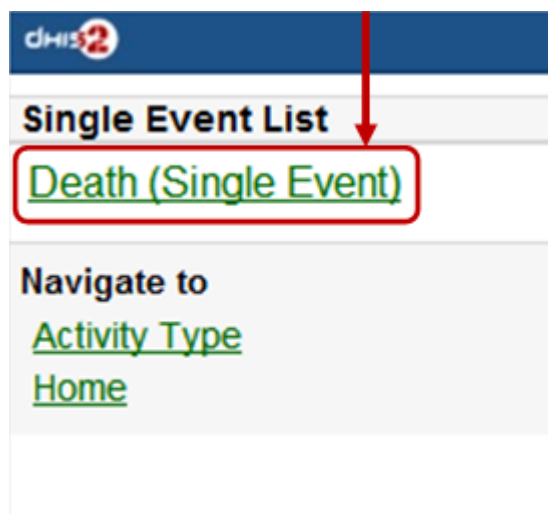 dHIS2
Single Event List
Death (Single Event)
Navigate to
Activity Type
Home